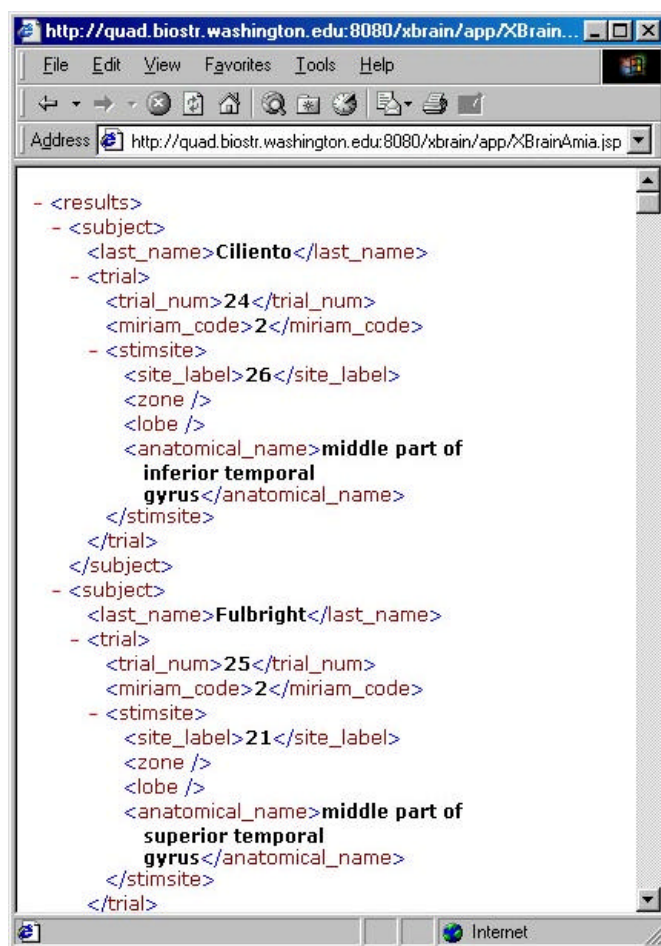 http://quad.biostr.washington.edu:8080/xbrain/app/XBrain...
File Edit View Favorites Tools Help
Address http://quad.biostr.washington.edu:8080/xbrain/app/XBrainAmia.jsp
- <results>
- <subject>
<last_name>Ciliento</last_name>
- <trial>
<trial_num>24</trial_num>
<miriam_code>2</miriam_code>
- <stimsite>
<site_label>26</site_label>
<zone />
<lobe />
<anatomical_name>middle part of
inferior temporal
gyrus</anatomical_name>
</stimsite>
</trial>
</subject>
- <subject>
<last_name>Fulbright</last_name>
- <trial>
<trial_num>25</trial_num>
<miriam_code>2</miriam_code>
- <stimsite>
<site_label>21</site_label>
<zone />
<lobe />
<anatomical_name>middle part of
superior temporal
gyrus</anatomical_name>
</stimsite>
</trial>
Internet